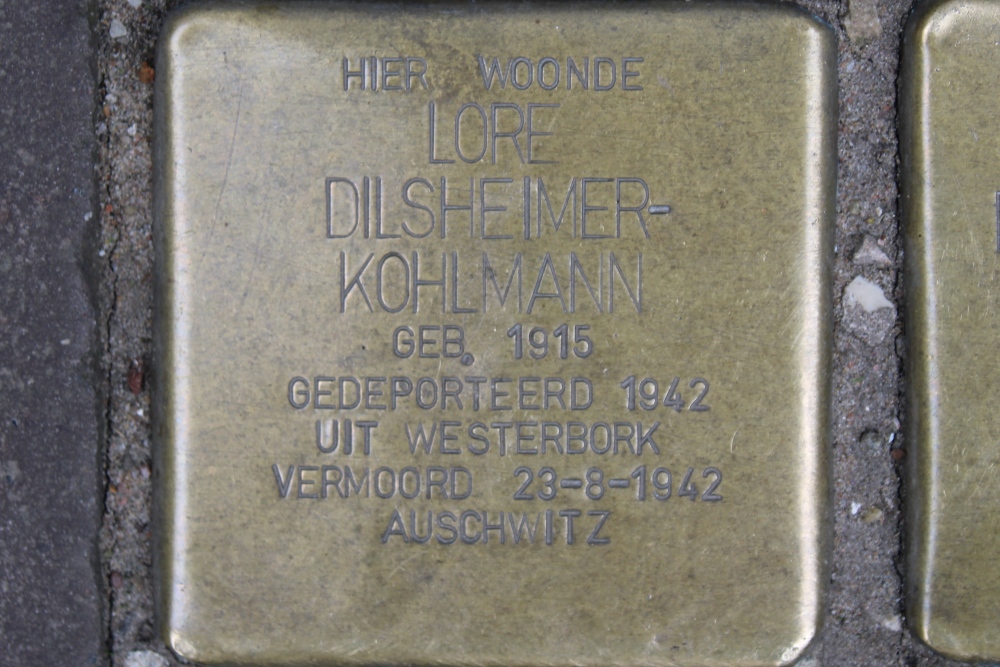 HIER WOONDE
LORE
DILSHEIMER-
KOHLMANN
GEB. 1915
GEDEPORTEERD 1942
UIT WESTERBORK
VERMOORD 23-8-1942
AUSCHWITZ